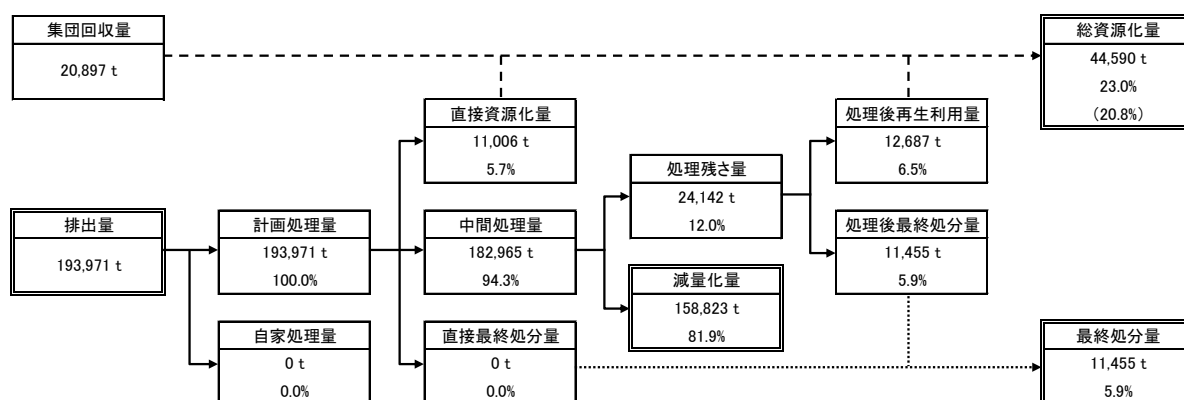 集団回収量
20,897 t
総資源化量
44,590 t
23.0%
(20.8%)
直接資源化量
11,006 t
5.7%
処理後再生利用量
12,687 t
6.5%
処理残さ量
24,142 t
12.0%
排出量
193,971 t
計画処理量
193,971 t
100.0%
中間処理量
182,965 t
94.3%
処理後最終処分量
11,455 t
5.9%
減量化量
158,823 t
81.9%
自家処理量
0 t
0.0%
直接最終処分量
0 t
0.0%
最終処分量
11,455 t
5.9%